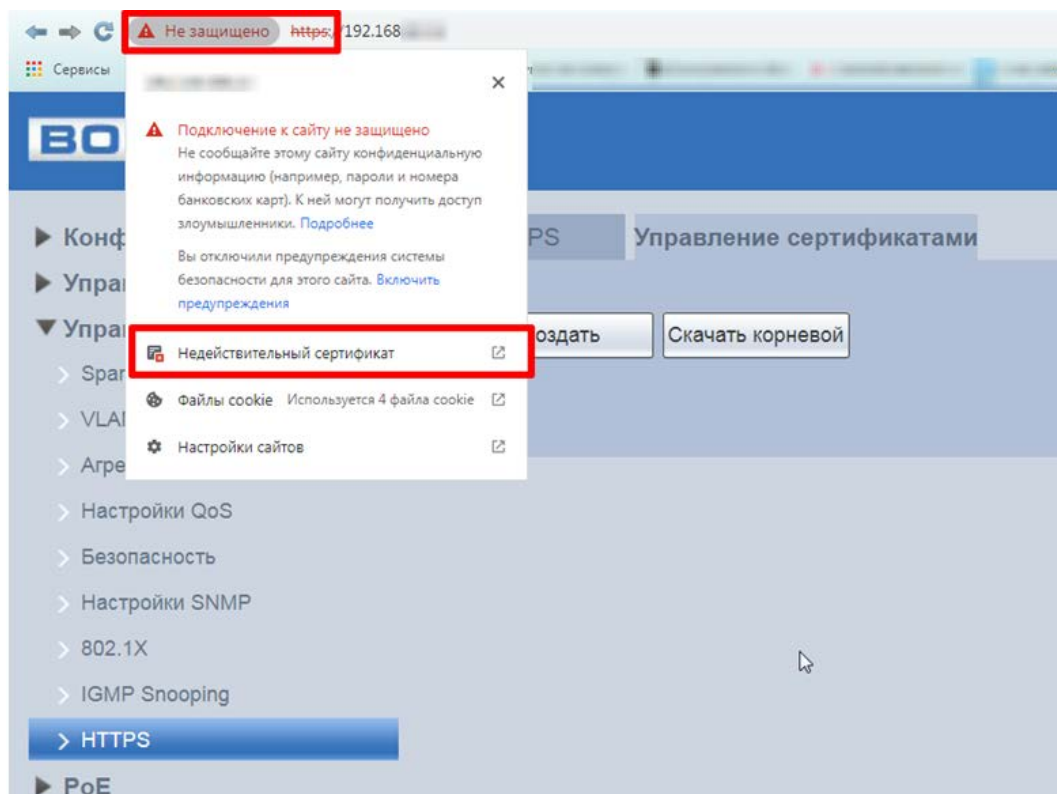 Не защищено https://192.168
Сервисы
Подключение к сайту не защищено
Не сообщайте этому сайту конфиденциальную
информацию (например, пароли и номера
банковских карт). К ней могут получить доступ
злоумышленники. Подробнее
Вы отключили предупреждения системы
безопасности для этого сайта. Включить
предупреждения
Недействительный сертификат
Файлы cookie Используется 4 файла cookie
Настройки сайтов
BO
Конф
PS Управление сертификатами
Упра
Упра
оздать Скачать корневой
Span
VLA
Агре
Настройки QoS
Безопасность
Настройки SNMP
802.1X
IGMP Snooping
HTTPS
PoE